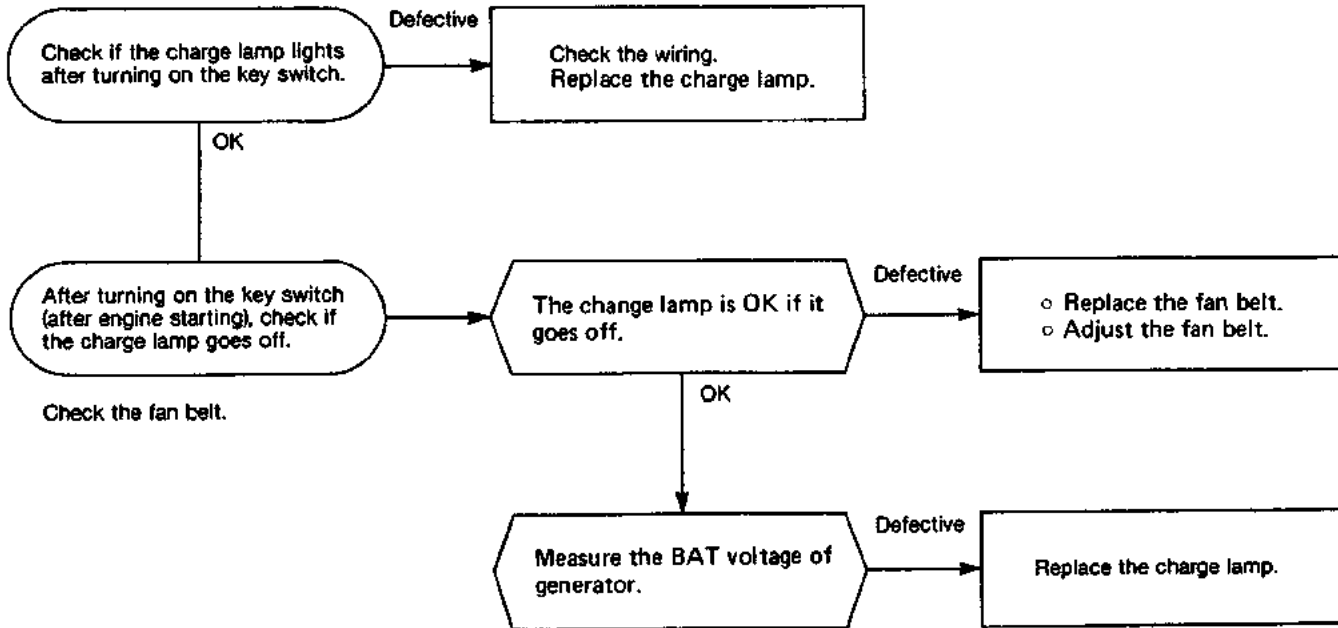 Defective
Check if the charge lamp lights
after turning on the key switch.
Check the wiring.
Replace the charge lamp.
OK
After turning on the key switch
(after engine starting), check if
the charge lamp goes off.
The change lamp is OK if it
goes off.
Defective
○ Replace the fan belt.
○ Adjust the fan belt.
Check the fan belt.
OK
Measure the BAT voltage of
generator.
Defective
Replace the charge lamp.